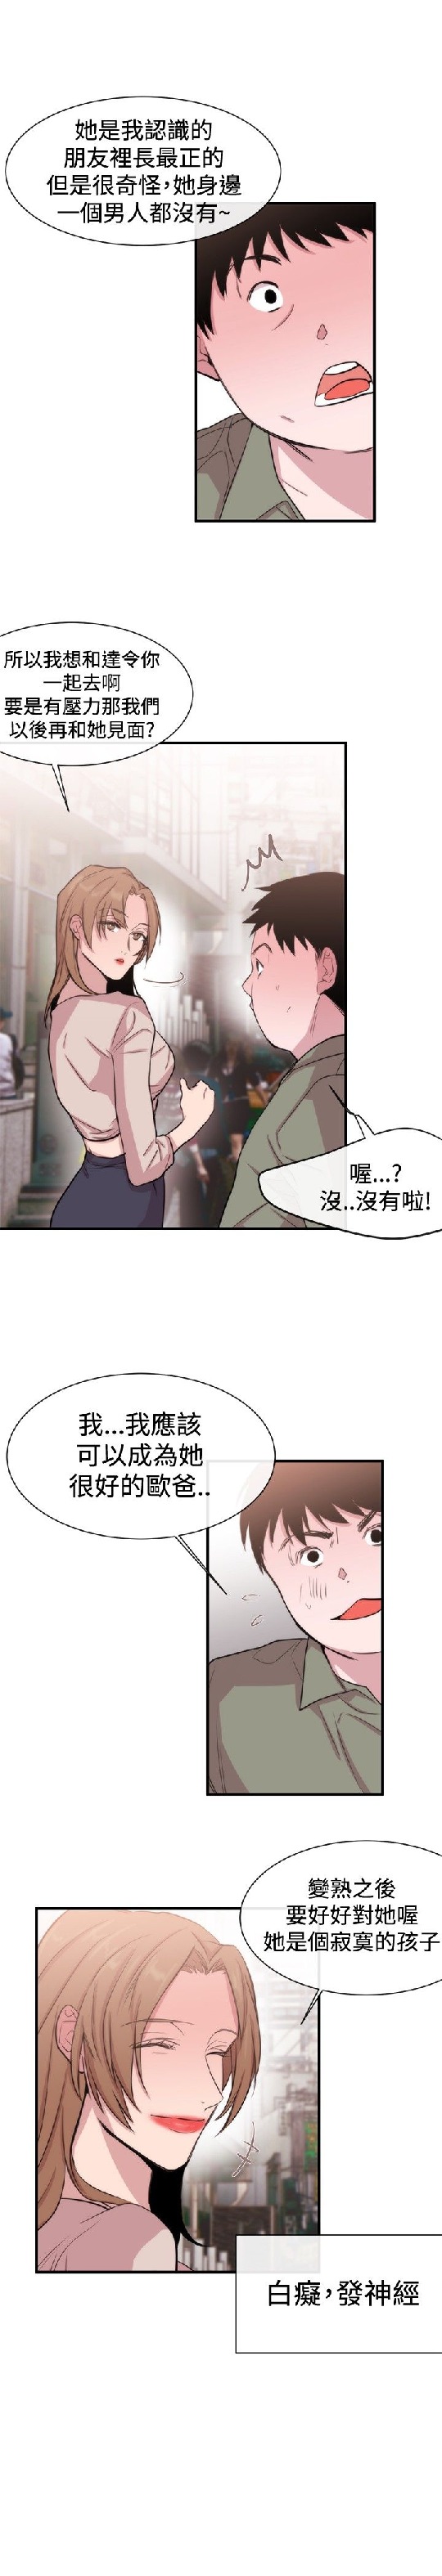 她是我認識的
朋友裡長最正的
但是很奇怪,她身邊
一個男人都沒有~
所以我想和達令你
一起去啊
要是有壓力那我們
以後再和她見面?
喔...?
沒..沒有啦!
我...我應該
可以成為她
很好的歐爸..
變熟之後
要好好對她喔
她是個寂寞的孩子
白癡,發神經